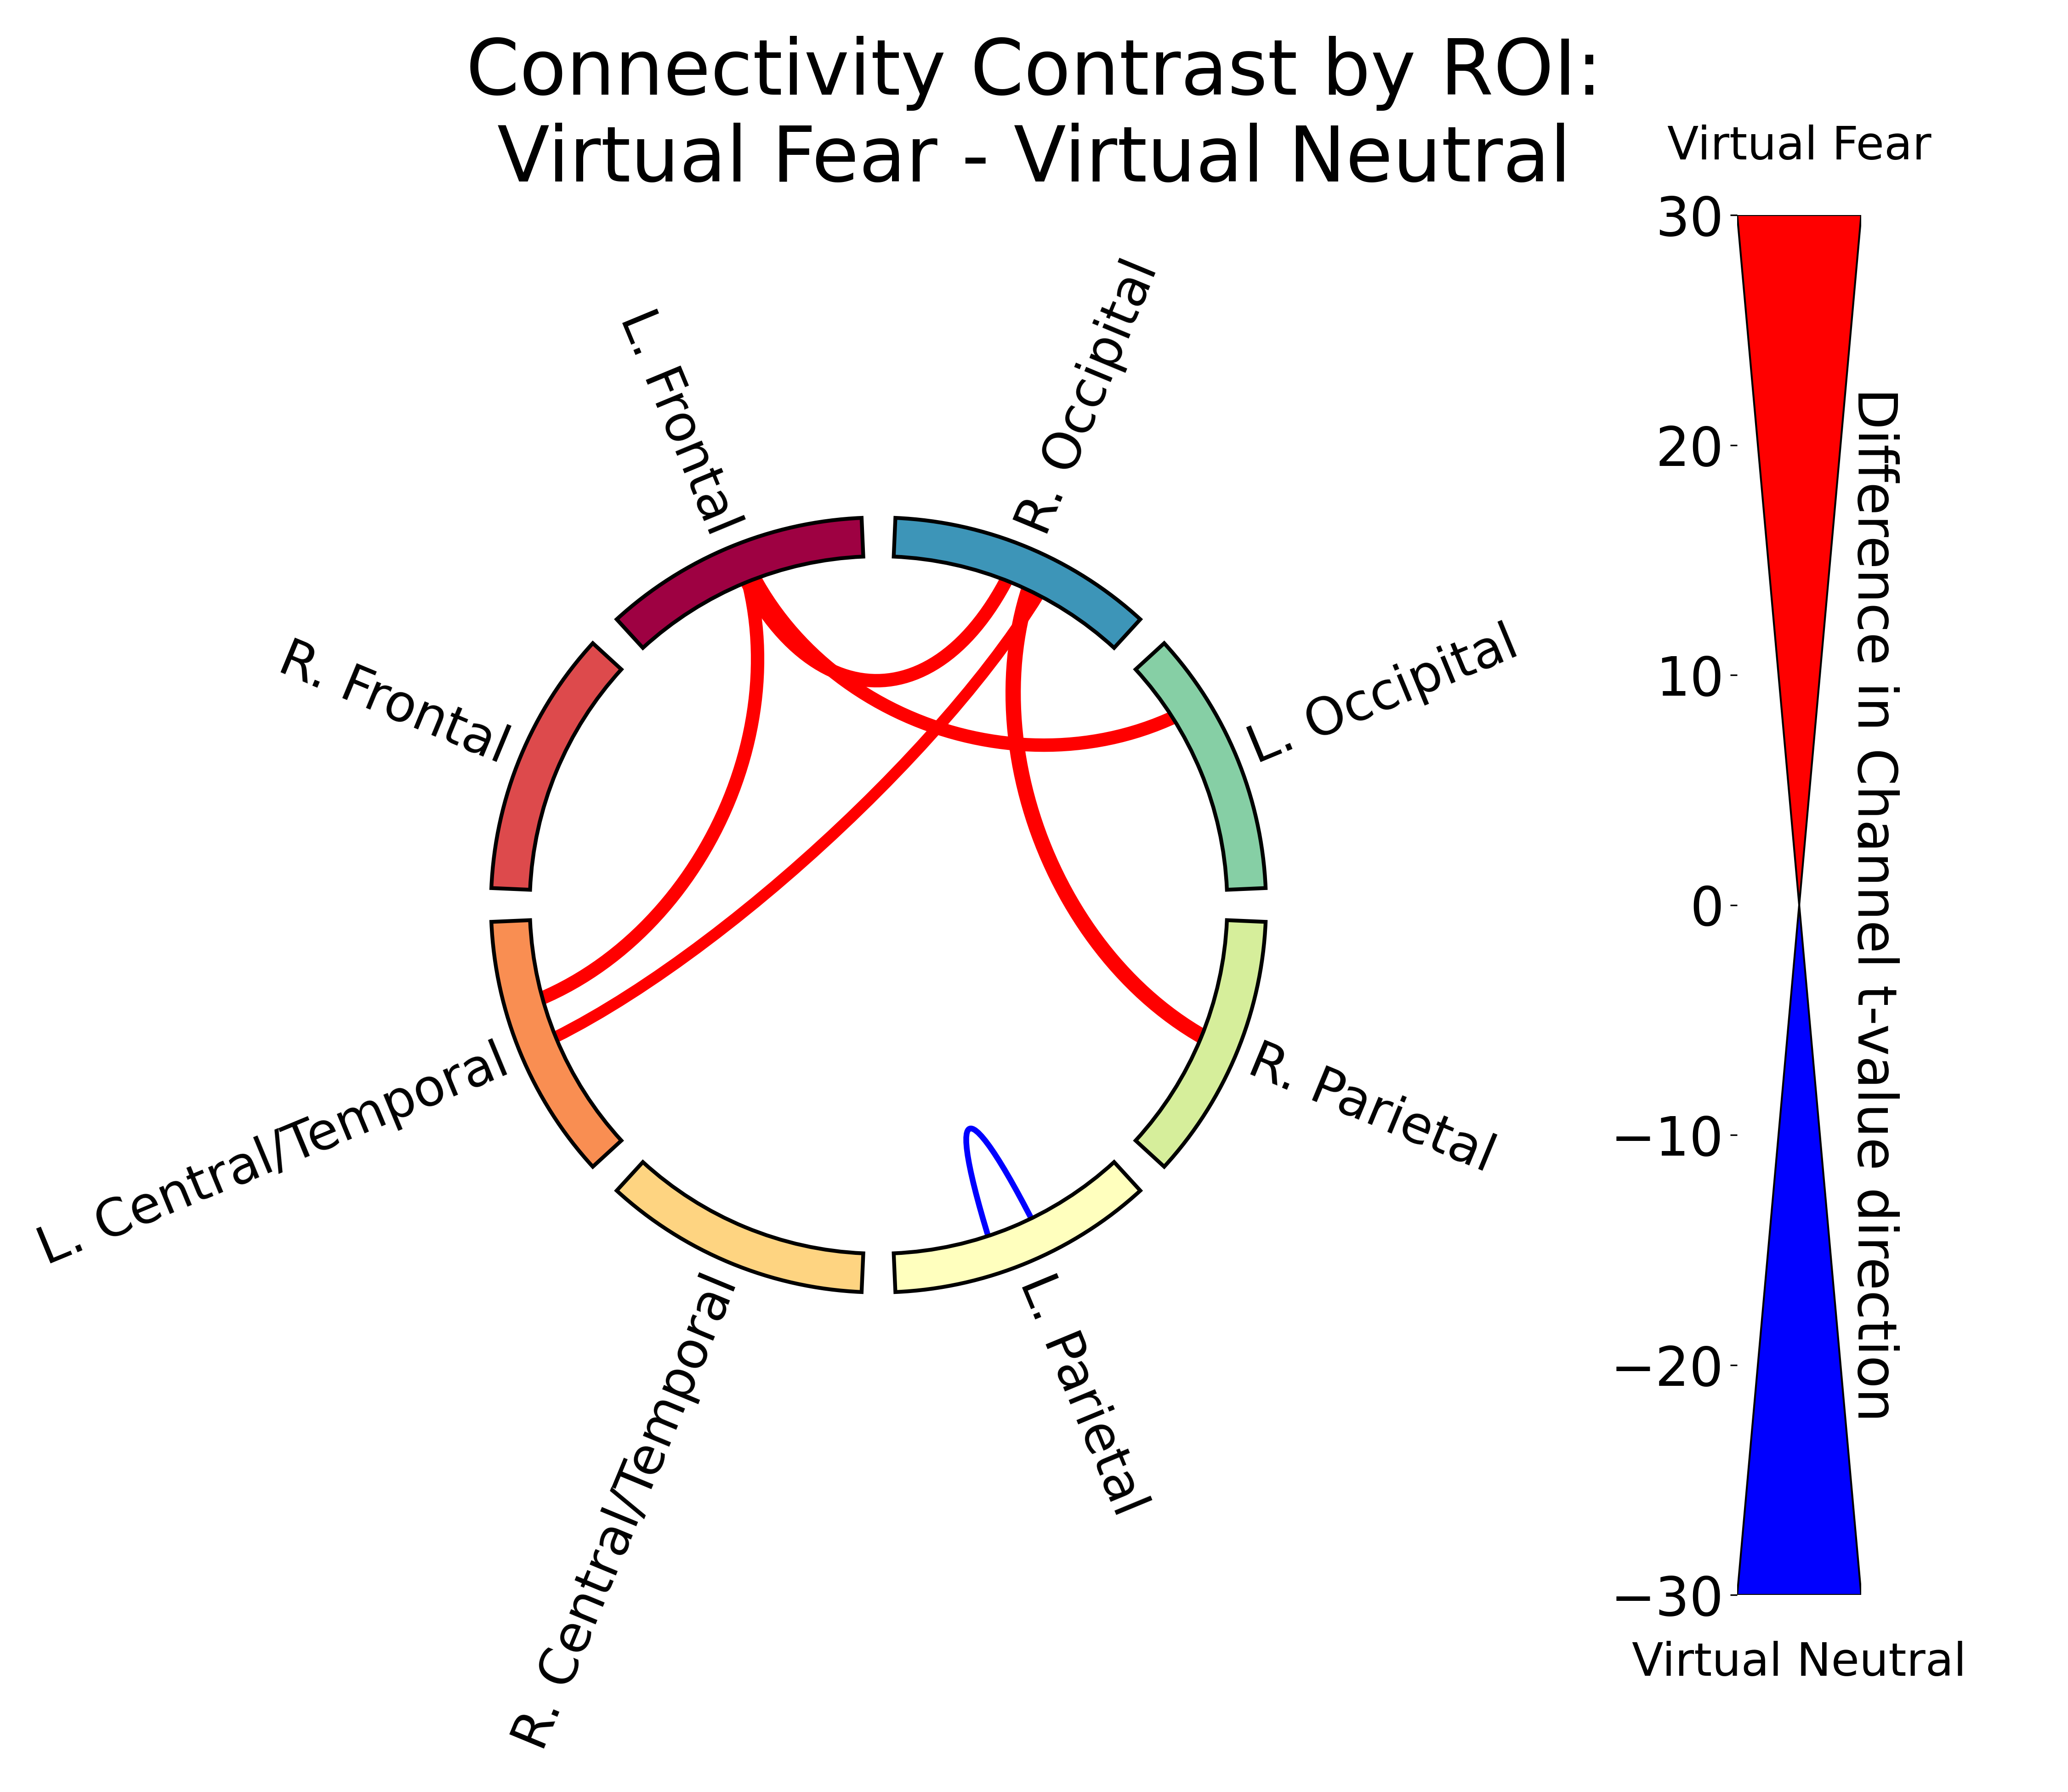 Connectivity Contrast by ROI:
Virtual Fear - Virtual Neutral
Virtual Fear
30
20
10
0
−10
−20
−30
Virtual Neutral
Difference in Channel t-value direction
L. Frontal
R. Occipital
R. Frontal
L. Occipital
L. Central/Temporal
R. Parietal
R. Central/Temporal
L. Parietal